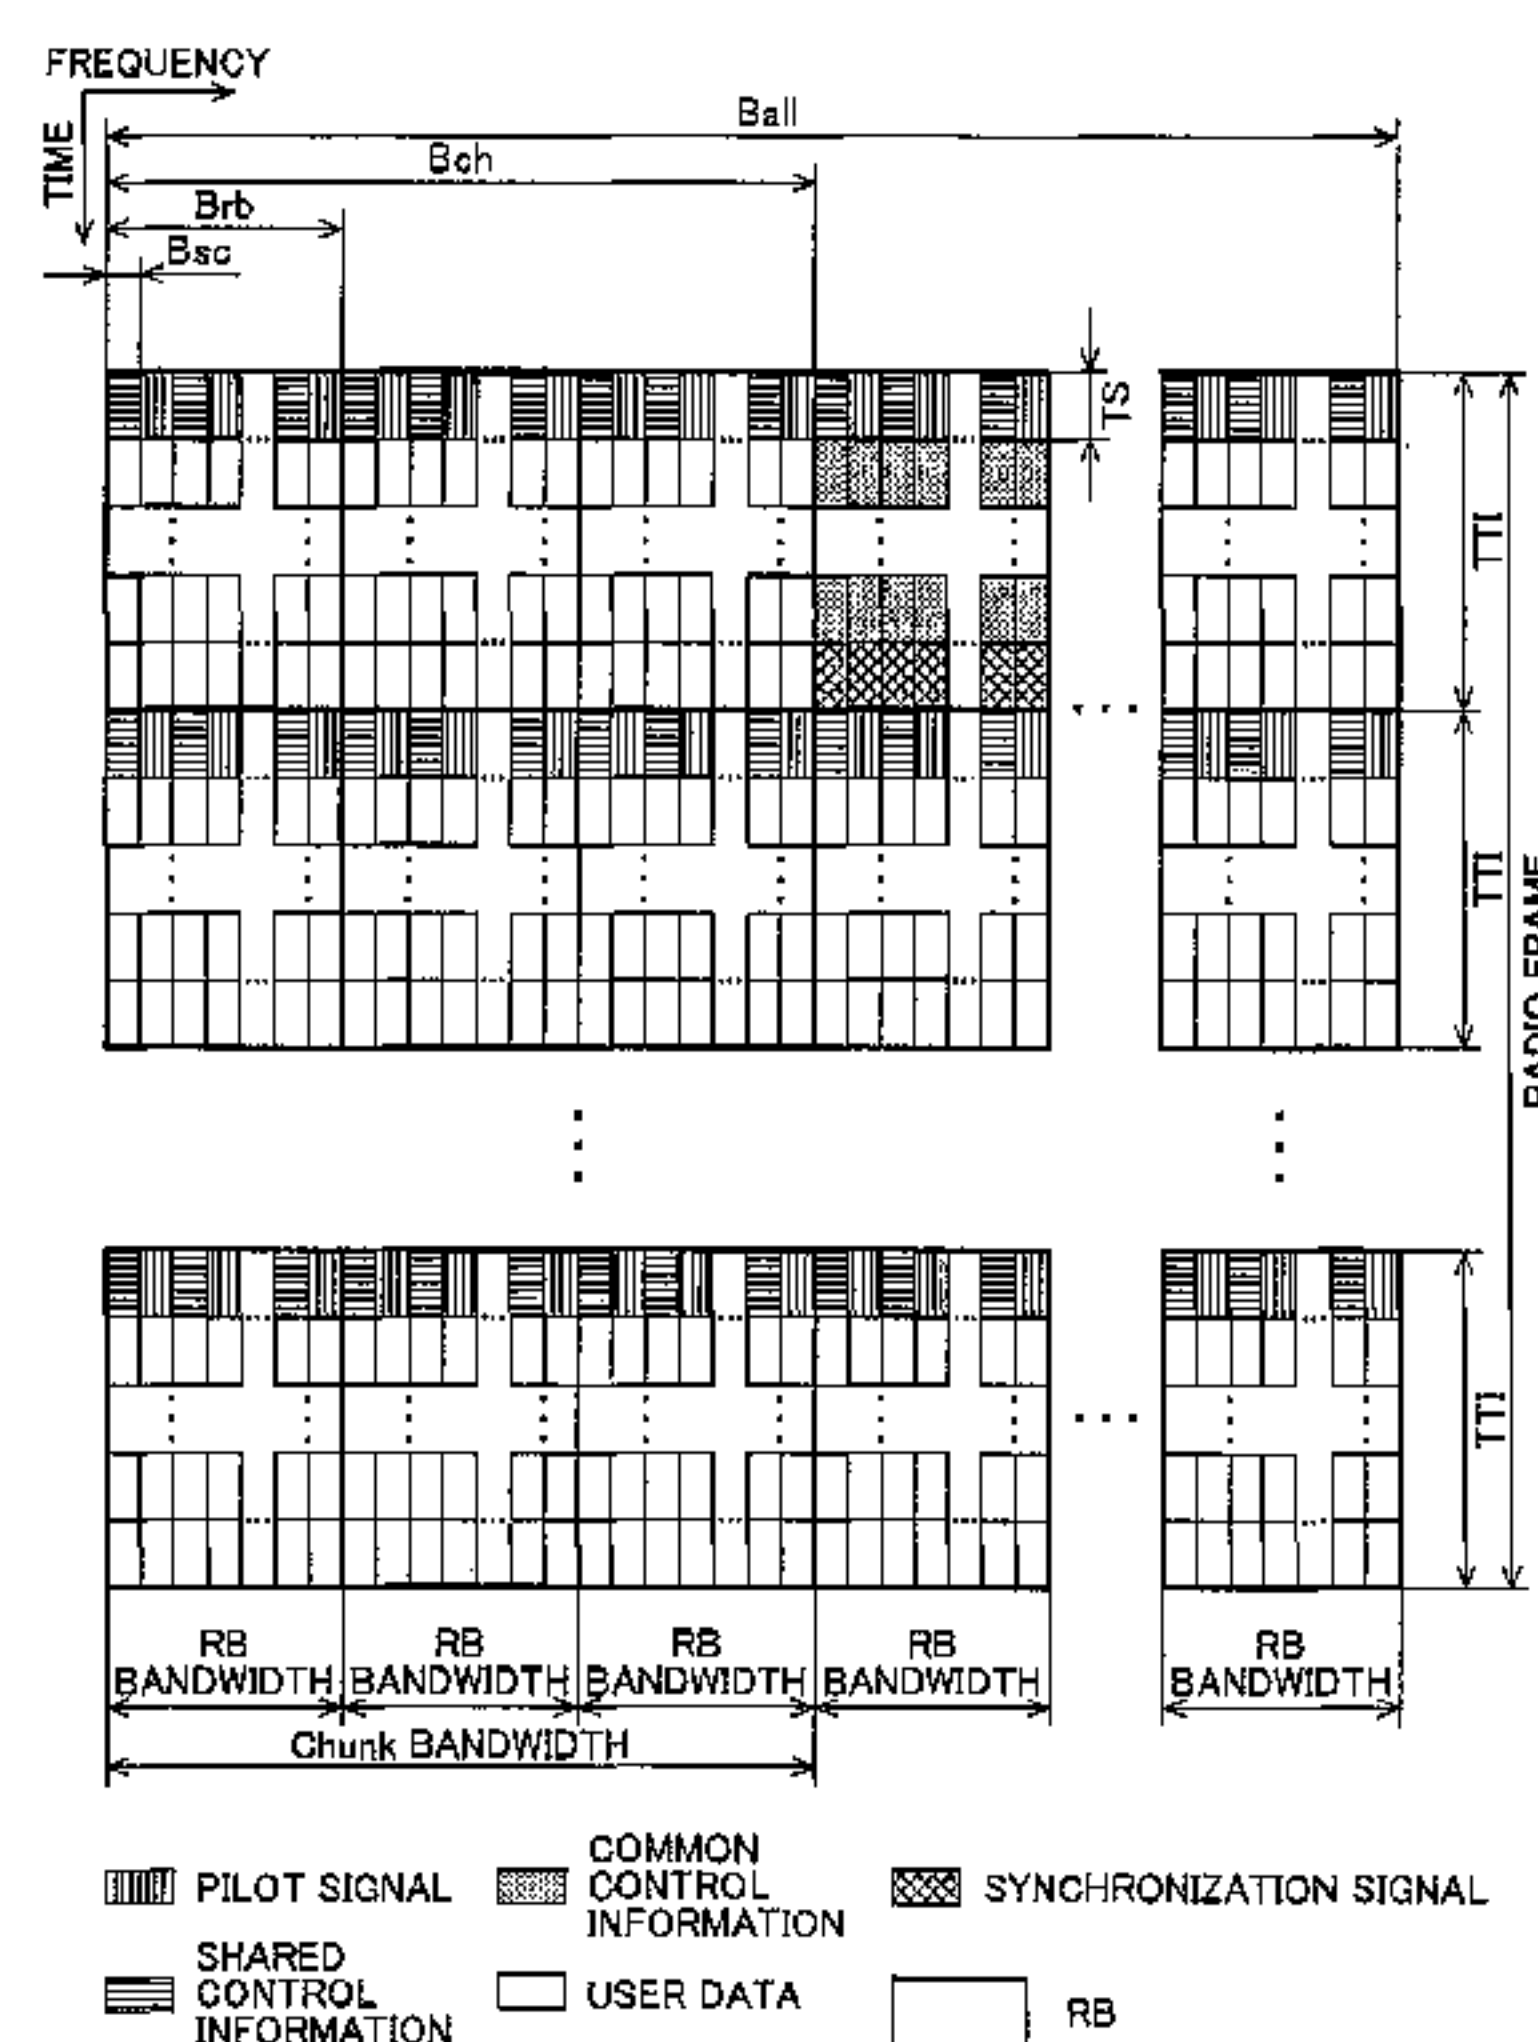 FREQUENCY
TIME
Ball
Bch
Brb
Bsc
TS
TTI
TTI
RADIO FRAME
TTI
RB
BANDWIDTH
RB
BANDWIDTH
RB
BANDWIDTH
RB
BANDWIDTH
RB
BANDWIDTH
Chunk BANDWIDTH
PILOT SIGNAL
COMMON
CONTROL
INFORMATION
SYNCHRONIZATION SIGNAL
SHARED
CONTROL
INFORMATION
USER DATA
RB